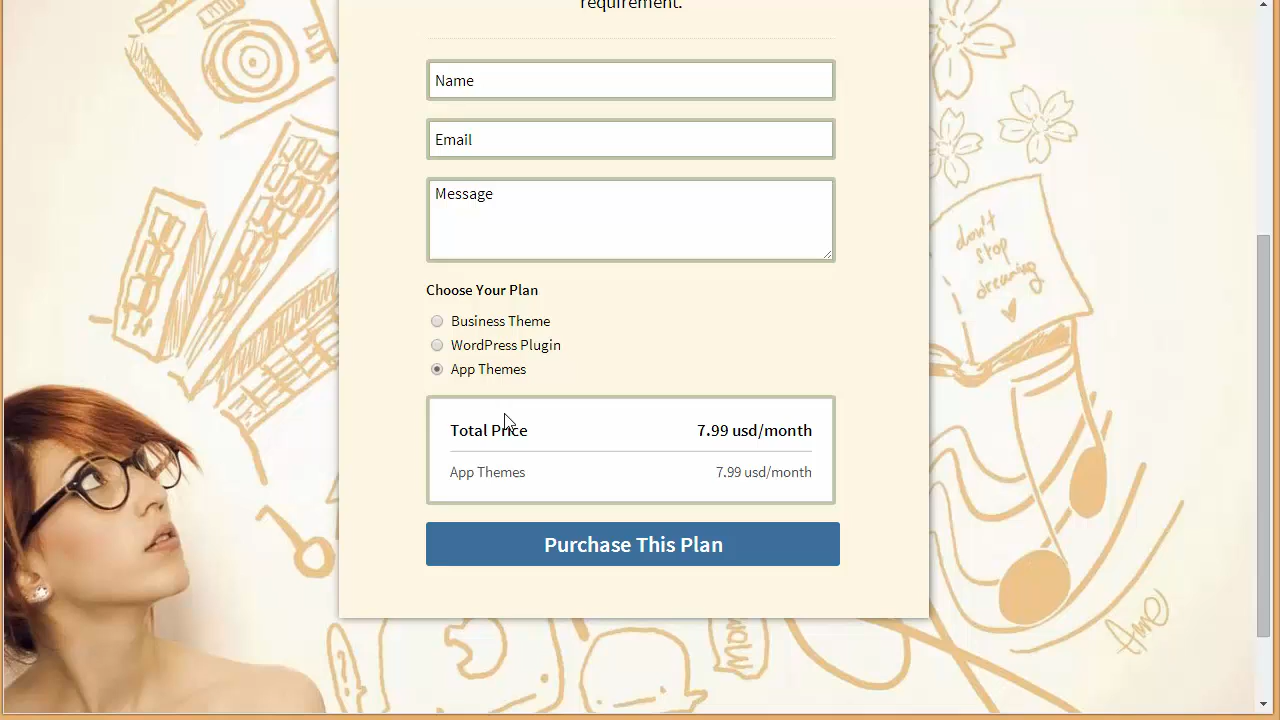 requirement.
Name
Email
Message
Choose Your Plan
Business Theme
WordPress Plugin
App Themes
Total Price 7.99 usd/month
App Themes 7.99 usd/month
Purchase This Plan
don't
stop
dreaming
Mom